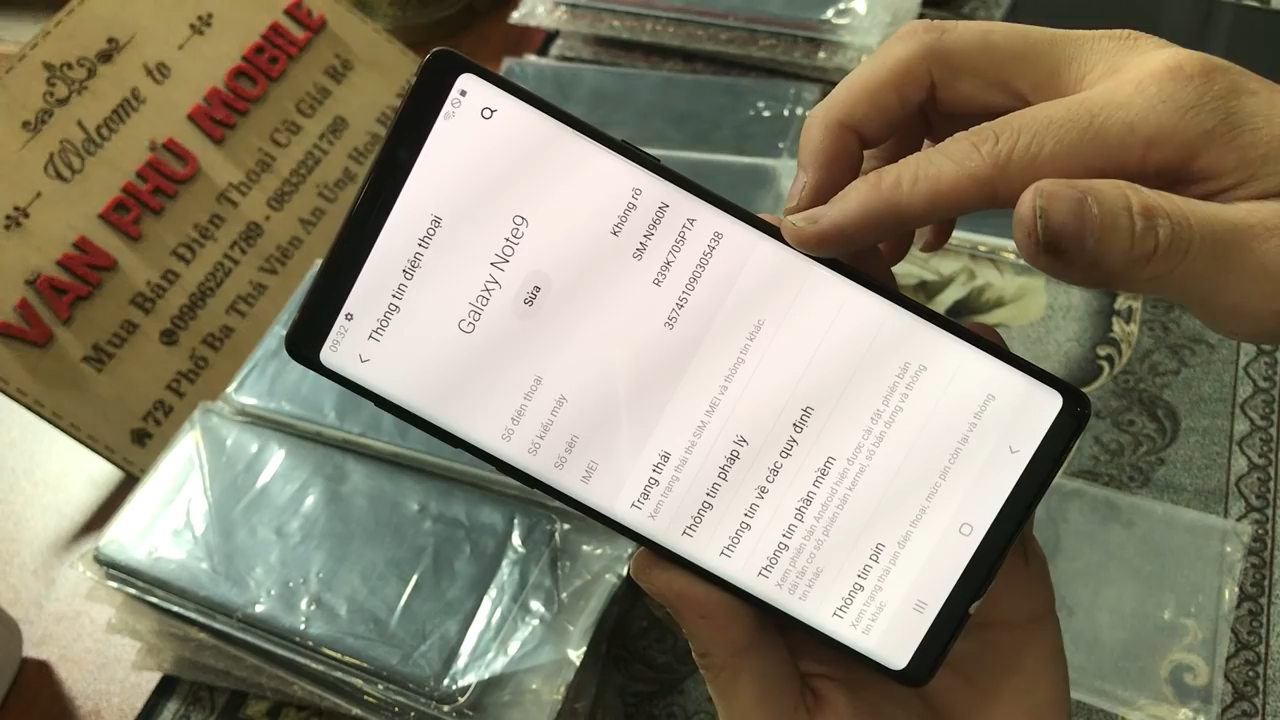 Welcome to
VĂN PHÚ MOBILE
Mua Bán Điện Thoại Cũ Giá Rẻ
0966221789 - 0833221789
72 Phố Ba Thá Viên An Ứng Hoà
09:32
Thông tin điện thoại
Galaxy Note9
Sửa
Số điện thoại Không rõ
Số kiểu máy SM-N960N
Số sêri R39K705PTA
IMEI 357451090305438
Trạng thái
Xem trạng thái thẻ SIM, IMEI và thông tin khác.
Thông tin pháp lý
Thông tin về các quy định
Thông tin phần mềm
Xem phiên bản Android hiện được cài đặt, phiên bản
dải tần cơ sở, phiên bản kernel, số bản dựng và thông
tin khác.
Thông tin pin
Xem trạng thái pin điện thoại, mức pin còn lại và thông
tin khác.